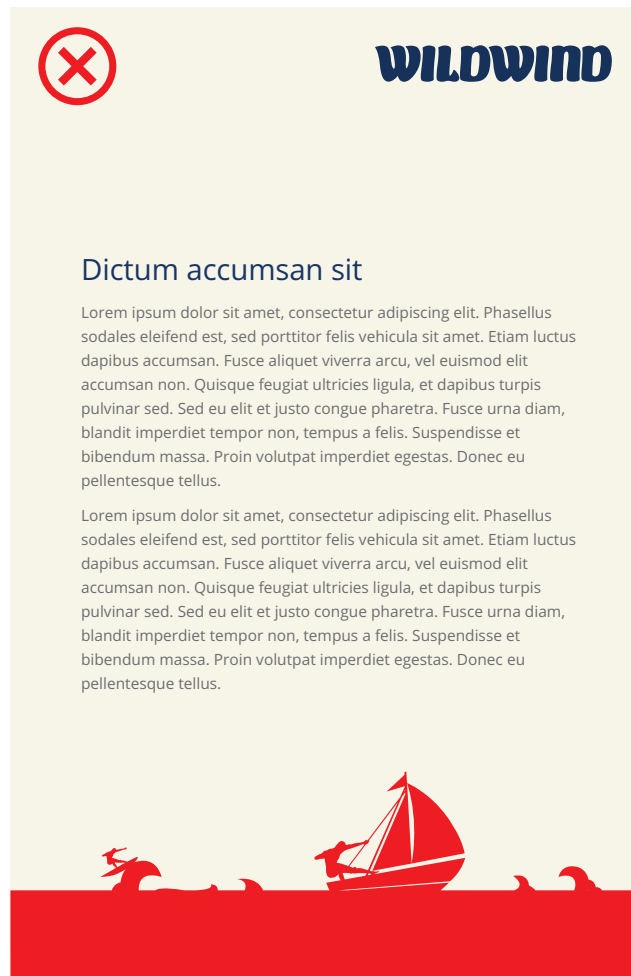 WILDWIND
Dictum accumsan sit
Lorem ipsum dolor sit amet, consectetur adipiscing elit. Phasellus
sodales eleifend est, sed porttitor felis vehicula sit amet. Etiam luctus
dapibus accumsan. Fusce aliquet viverra arcu, vel euismod elit
accumsan non. Quisque feugiat ultricies ligula, et dapibus turpis
pulvinar sed. Sed eu elit et justo congue pharetra. Fusce urna diam,
blandit imperdiet tempor non, tempus a felis. Suspendisse et
bibendum massa. Proin volutpat imperdiet egestas. Donec eu
pellentesque tellus.
Lorem ipsum dolor sit amet, consectetur adipiscing elit. Phasellus
sodales eleifend est, sed porttitor felis vehicula sit amet. Etiam luctus
dapibus accumsan. Fusce aliquet viverra arcu, vel euismod elit
accumsan non. Quisque feugiat ultricies ligula, et dapibus turpis
pulvinar sed. Sed eu elit et justo congue pharetra. Fusce urna diam,
blandit imperdiet tempor non, tempus a felis. Suspendisse et
bibendum massa. Proin volutpat imperdiet egestas. Donec eu
pellentesque tellus.